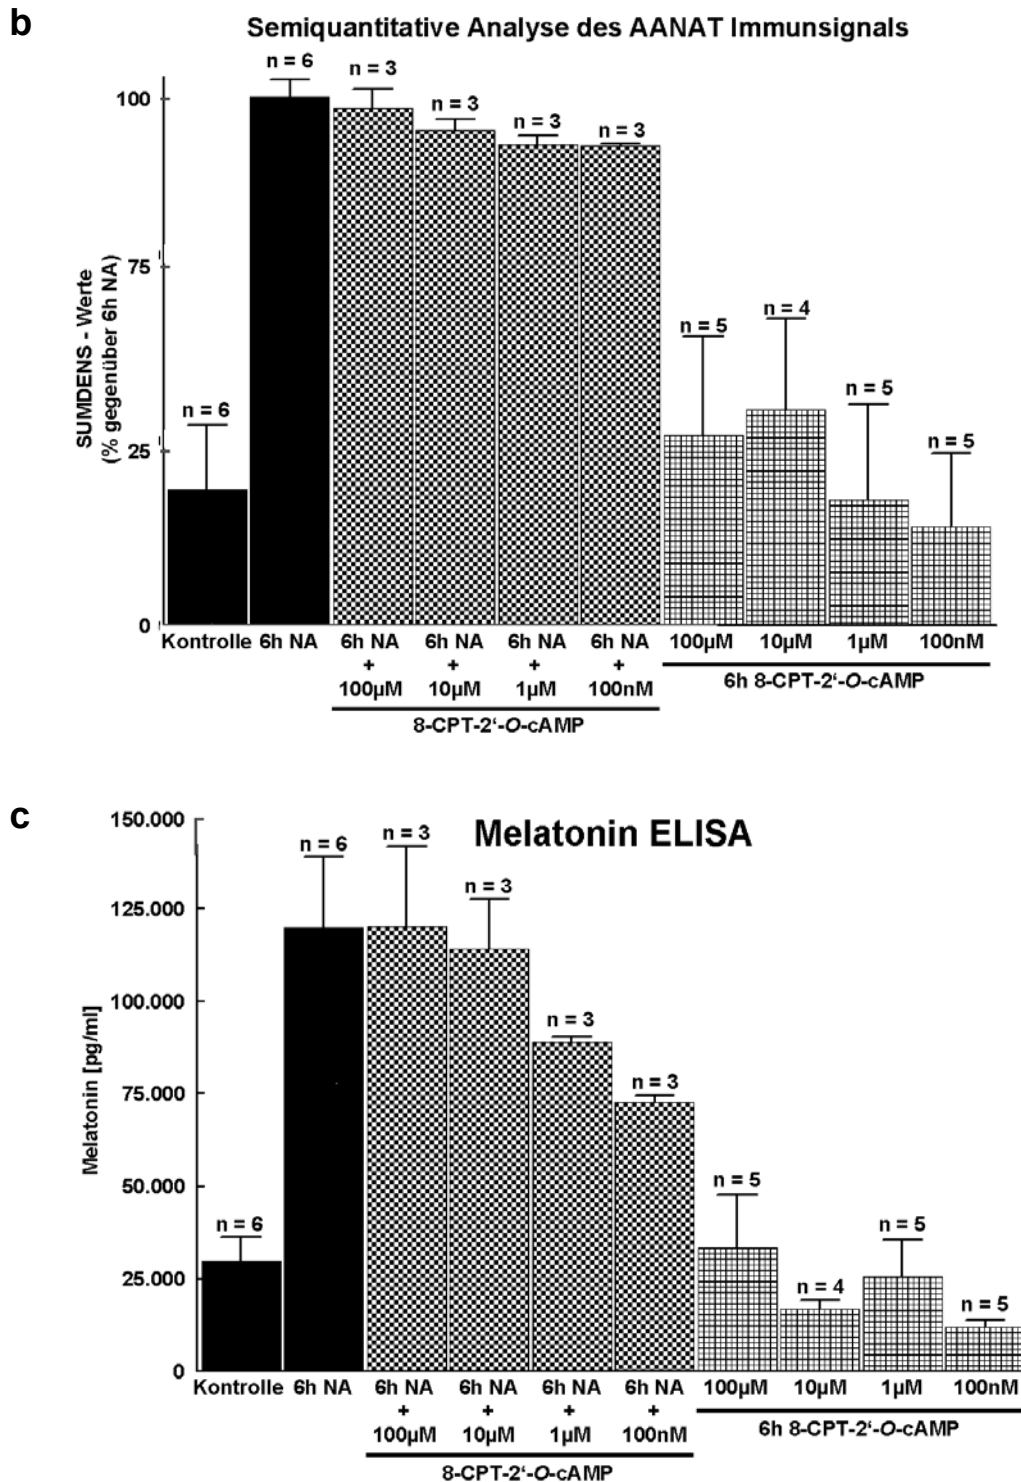 b
Semiquantitative Analyse des AANAT Immunsignals
n = 6
n = 6
n = 3
n = 3
n = 3
n = 3
n = 5
n = 4
n = 5
n = 5
100
75
25
0
SUMDENS - Werte
(% gegenüber 6h NA)
Kontrolle 6h NA 6h NA 6h NA 6h NA 6h NA 100µM 10µM 1µM 100nM
+ + + +
100µM 10µM 1µM 100nM
6h 8-CPT-2‘-O-cAMP
8-CPT-2‘-O-cAMP
c
Melatonin ELISA
n = 6
n = 6
n = 3
n = 3
n = 3
n = 3
n = 5
n = 4
n = 5
n = 5
150.000
125.000
100.000
75.000
50.000
25.000
0
Melatonin [pg/ml]
Kontrolle 6h NA 6h NA 6h NA 6h NA 6h NA 100µM 10µM 1µM 100nM
+ + + +
100µM 10µM 1µM 100nM
6h 8-CPT-2‘-O-cAMP
8-CPT-2‘-O-cAMP